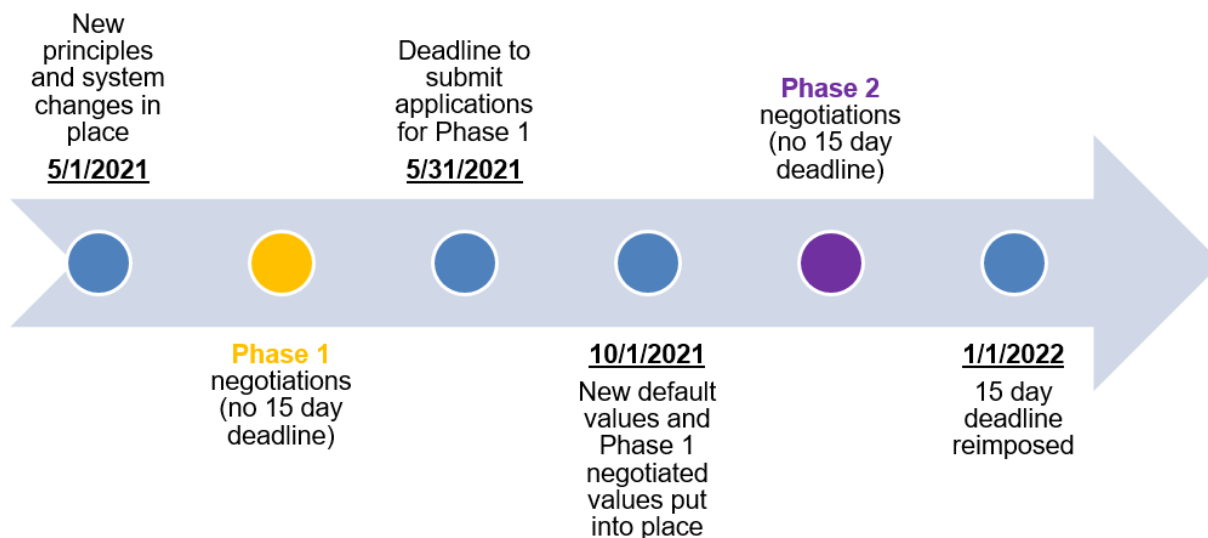 New
principles
and system
changes in
place
5/1/2021
Phase 1
negotiations
(no 15 day
deadline)
Deadline to
submit
applications
for Phase 1
5/31/2021
10/1/2021
New default
values and
Phase 1
negotiated
values put
into place
Phase 2
negotiations
(no 15 day
deadline)
1/1/2022
15 day
deadline
reimposed